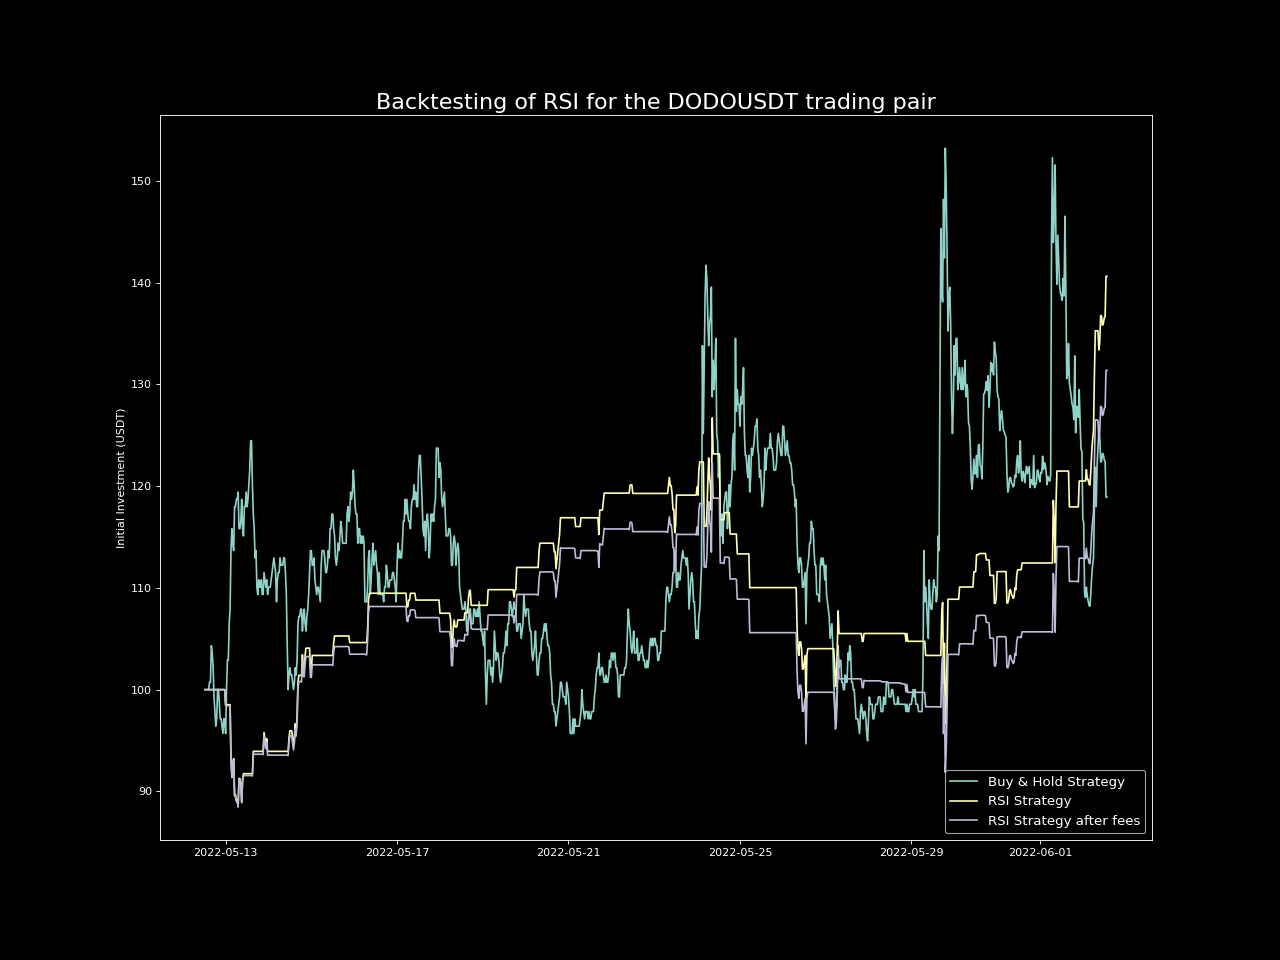 Backtesting of RSI for the DODOUSDT trading pair
Initial Investment (USDT)
150
140
130
120
110
100
90
2022-05-13 2022-05-17 2022-05-21 2022-05-25 2022-05-29 2022-06-01
Buy & Hold Strategy
RSI Strategy
RSI Strategy after fees